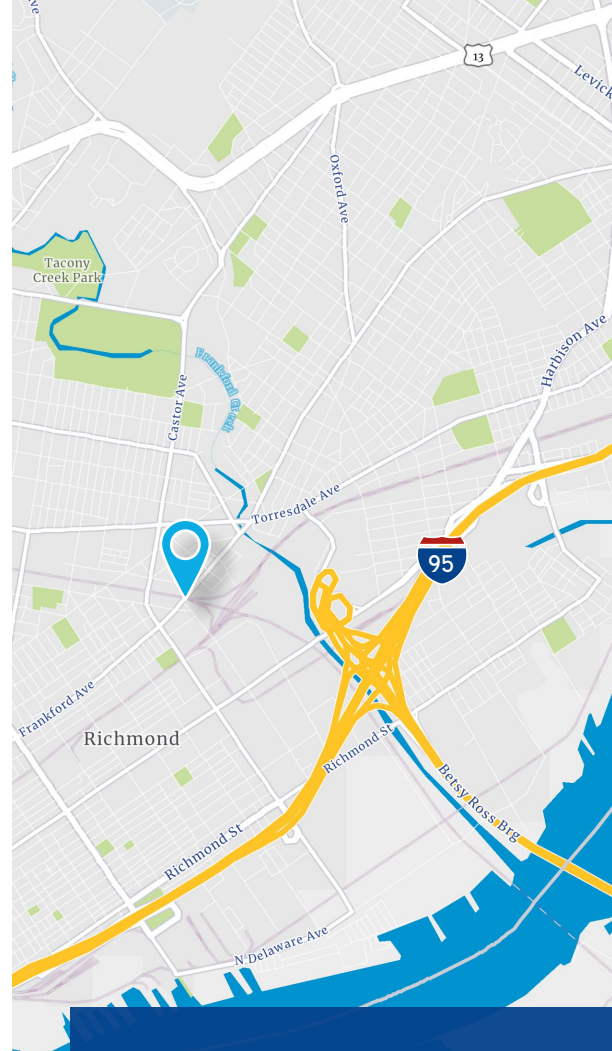 Ave
13
Levick
Oxford Ave
Tacony
Creek Park
Harbison Ave
Frankford Creek
Castor Ave
Torresdale Ave
95
Frankford Ave
Richmond
Richmond St
Betsy Ross Brg
Richmond St
N Delaware Ave